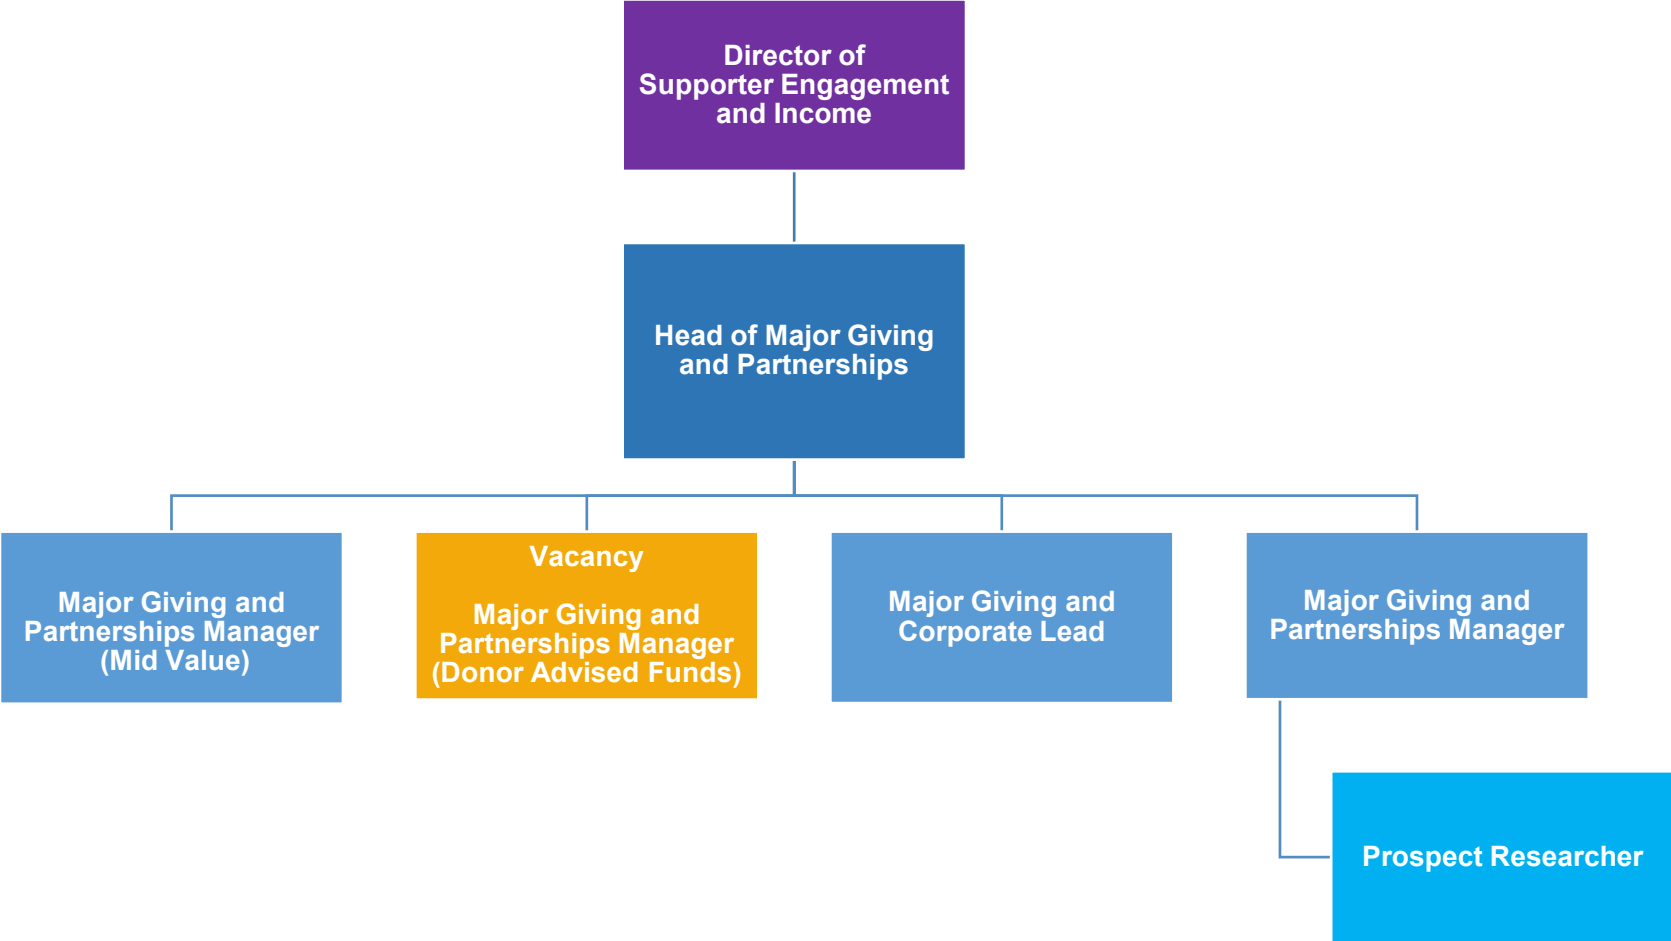 Director of
Supporter Engagement
and Income
Head of Major Giving
and Partnerships
Major Giving and
Partnerships Manager
(Mid Value)
Vacancy
Major Giving and
Partnerships Manager
(Donor Advised Funds)
Major Giving and
Corporate Lead
Major Giving and
Partnerships Manager
Prospect Researcher